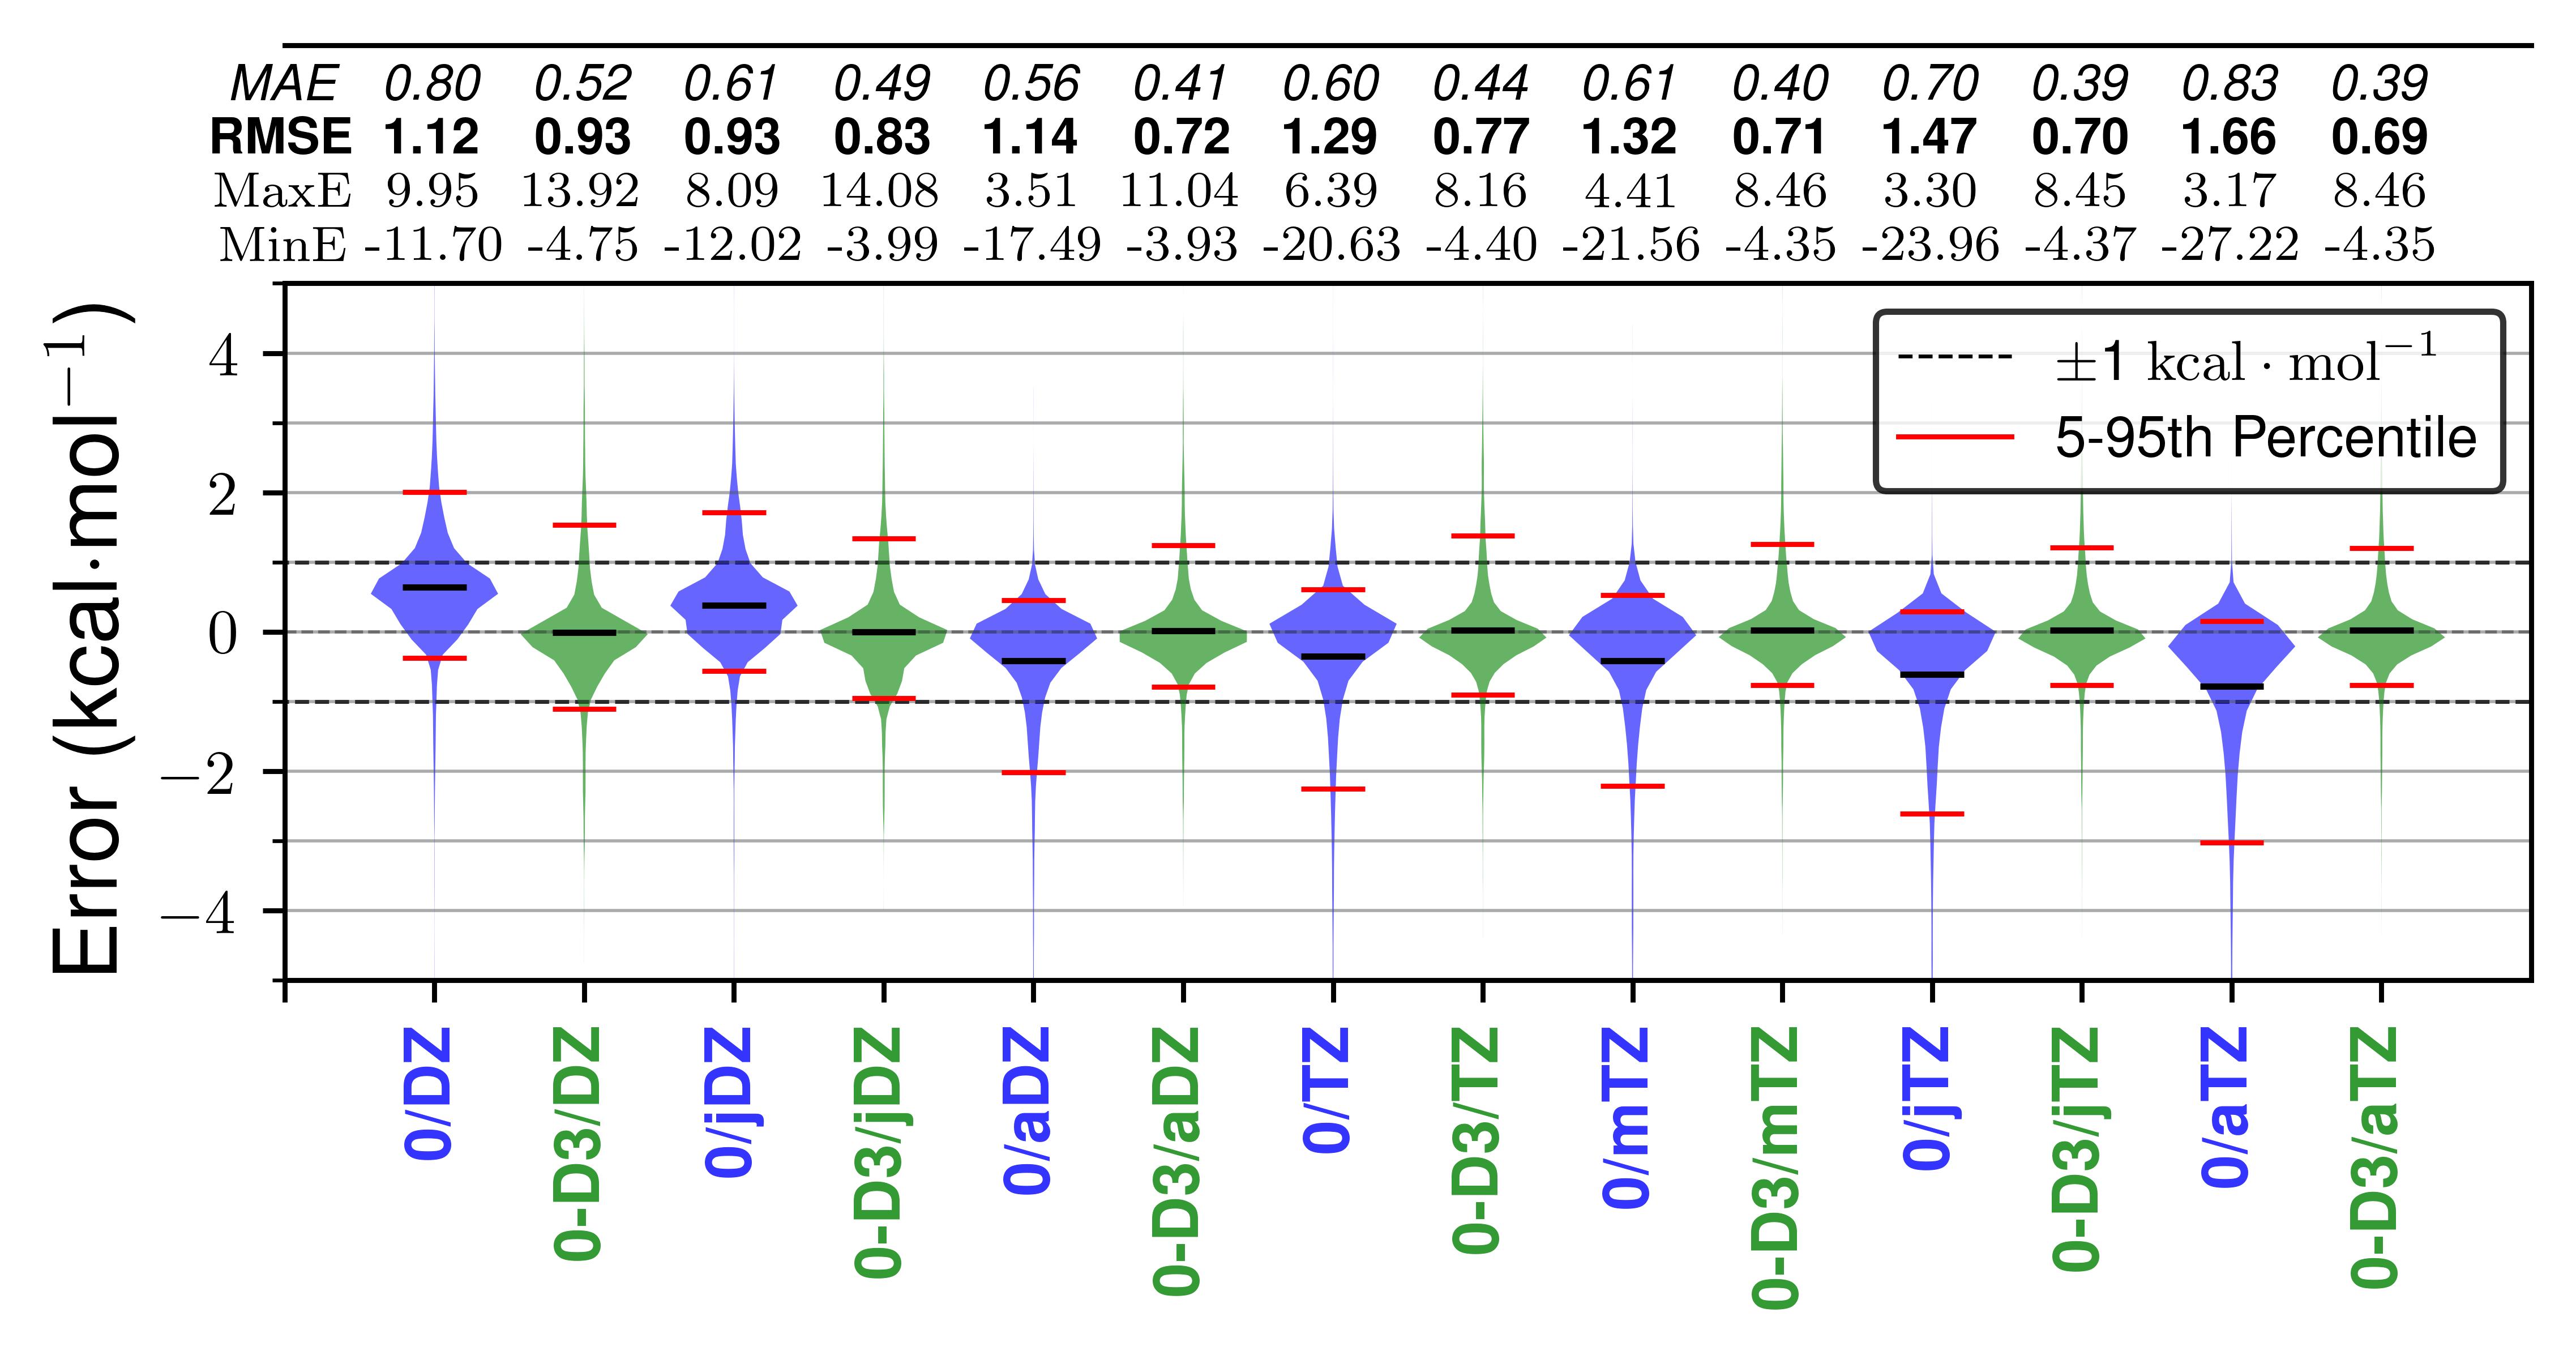 MAE 0.80 0.52 0.61 0.49 0.56 0.41 0.60 0.44 0.61 0.40 0.70 0.39 0.83 0.39
RMSE 1.12 0.93 0.93 0.83 1.14 0.72 1.29 0.77 1.32 0.71 1.47 0.70 1.66 0.69
MaxE 9.95 13.92 8.09 14.08 3.51 11.04 6.39 8.16 4.41 8.46 3.30 8.45 3.17 8.46
MinE -11.70 -4.75 -12.02 -3.99 -17.49 -3.93 -20.63 -4.40 -21.56 -4.35 -23.96 -4.37 -27.22 -4.35
Error (kcal·mol⁻¹)
4
2
0
−2
−4
±1 kcal · mol⁻¹
5-95th Percentile
0/DZ
0-D3/DZ
0/jDZ
0-D3/jDZ
0/aDZ
0-D3/aDZ
0/TZ
0-D3/TZ
0/mTZ
0-D3/mTZ
0/jTZ
0-D3/jTZ
0/aTZ
0-D3/aTZ